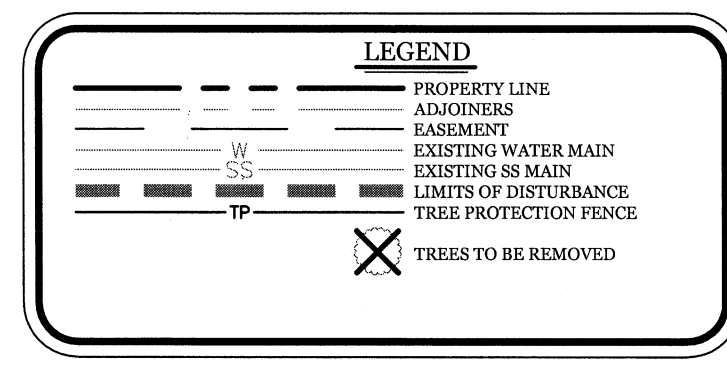 LEGEND
PROPERTY LINE
ADJOINERS
EASEMENT
W EXISTING WATER MAIN
SS EXISTING SS MAIN
LIMITS OF DISTURBANCE
TP TREE PROTECTION FENCE
TREES TO BE REMOVED